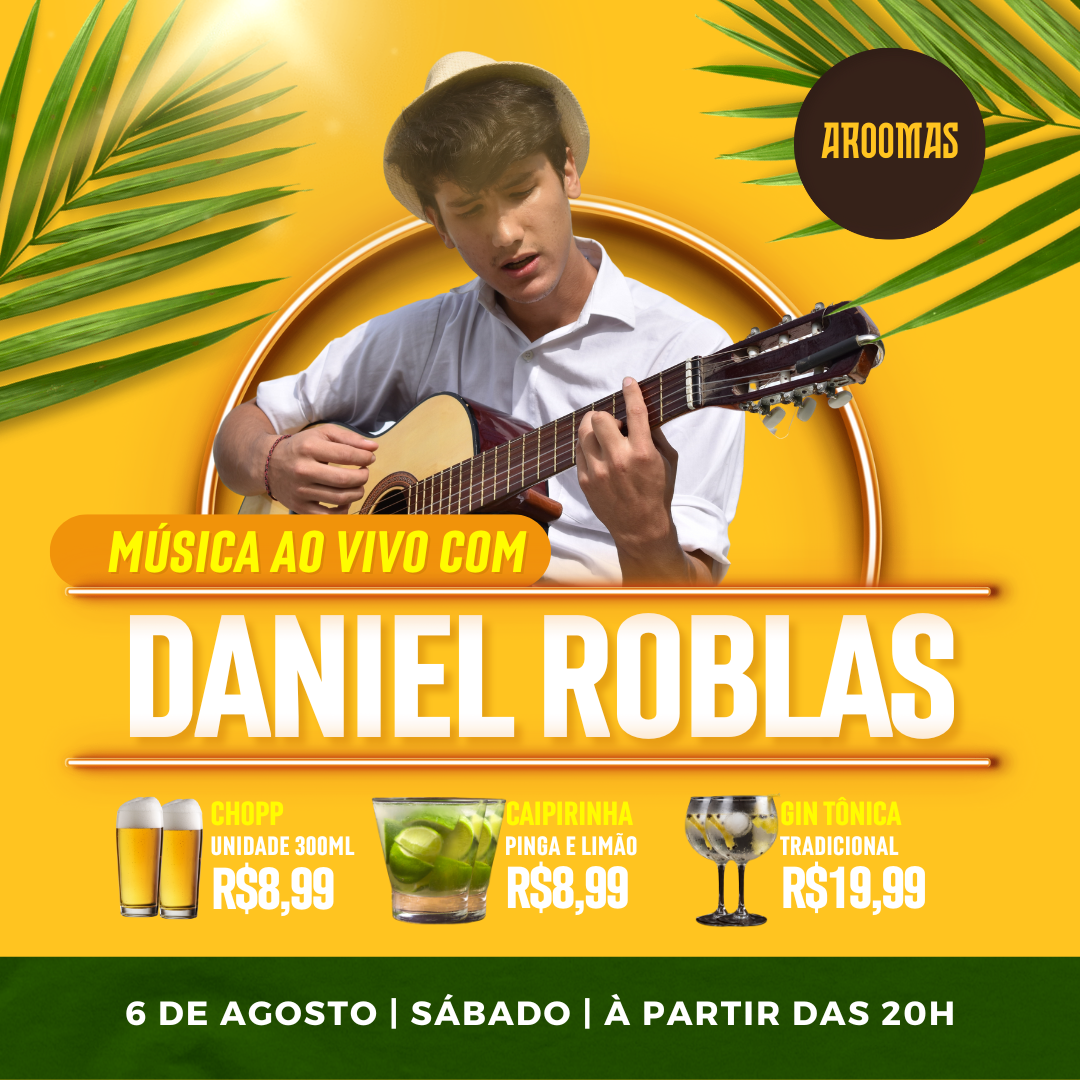 AROOMAS
MÚSICA AO VIVO COM
DANIEL ROBLAS
CHOPP
UNIDADE 300ML
R$8,99
CAIPIRINHA
PINGA E LIMÃO
R$8,99
GIN TÔNICA
TRADICIONAL
R$19,99
6 DE AGOSTO | SÁBADO | À PARTIR DAS 20H